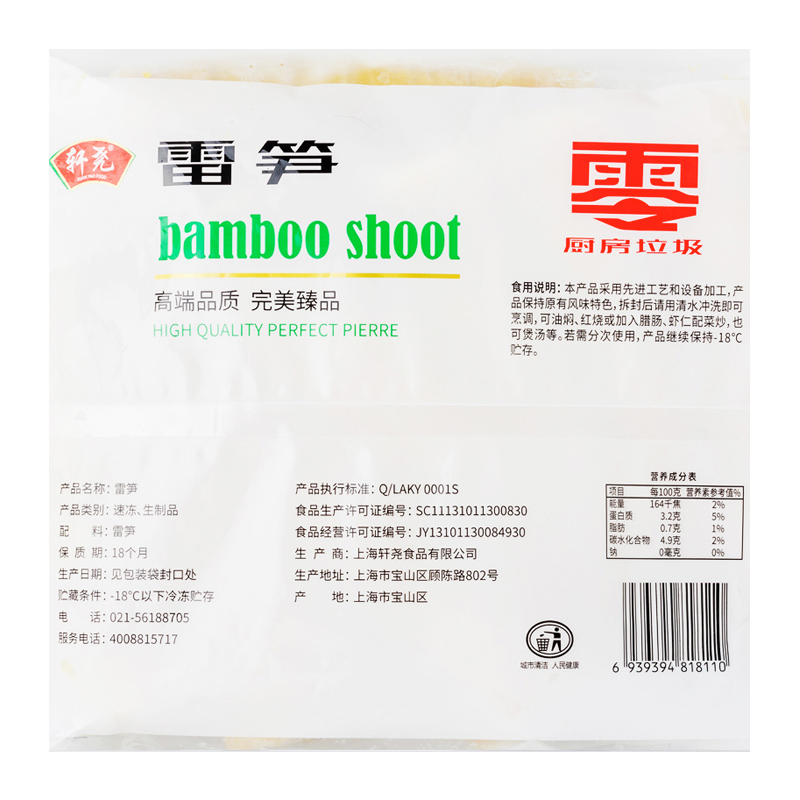 轩尧
雷笋
bamboo shoot
高端品质 完美臻品
HIGH QUALITY PERFECT PIERRE
零
厨房垃圾
食用说明：本产品采用先进工艺和设备加工，产
品保持原有风味特色，拆封后请用清水冲洗即可
烹调，可油焖、红烧或加入腊肠、虾仁配菜炒，也
可煲汤等。若需分次使用，产品继续保持-18℃
贮存。
产品名称：雷笋
产品类别：速冻、生制品
配 料：雷笋
保 质 期：18个月
生产日期：见包装袋封口处
贮藏条件：-18℃以下冷冻贮存
电 话：021-56188705
服务电话：4008815717
产品执行标准：Q/LAKY 0001S
食品生产许可证编号：SC11131011300830
食品经营许可证编号：JY13101130084930
生 产 商：上海轩尧食品有限公司
生产地址：上海市宝山区顾陈路802号
产 地：上海市宝山区
营养成分表
项目 每100克 营养素参考值%
能量 164千焦 2%
蛋白质 3.2克 5%
脂肪 0.7克 1%
碳水化合物 4.9克 2%
钠 0毫克 0%
城市清洁 人民健康
6 939394 818110